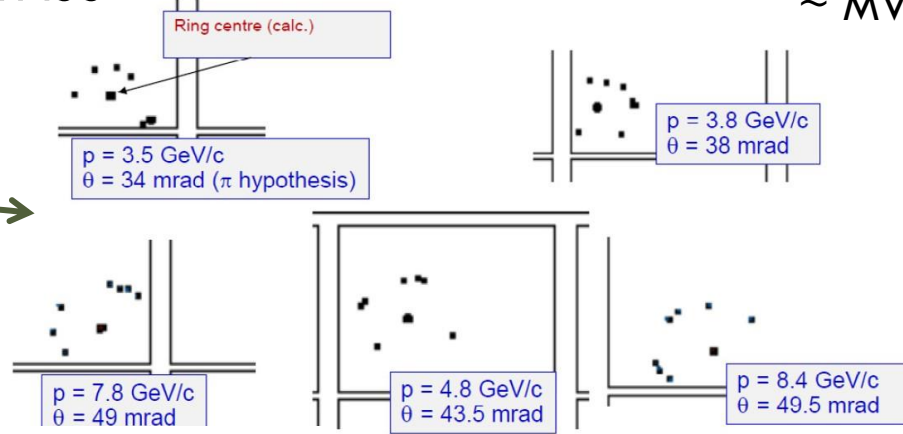 ≈ MV
Ring centre (calc.)
p = 3.5 GeV/c
θ = 34 mrad (π hypothesis)
p = 3.8 GeV/c
θ = 38 mrad
p = 7.8 GeV/c
θ = 49 mrad
p = 4.8 GeV/c
θ = 43.5 mrad
p = 8.4 GeV/c
θ = 49.5 mrad